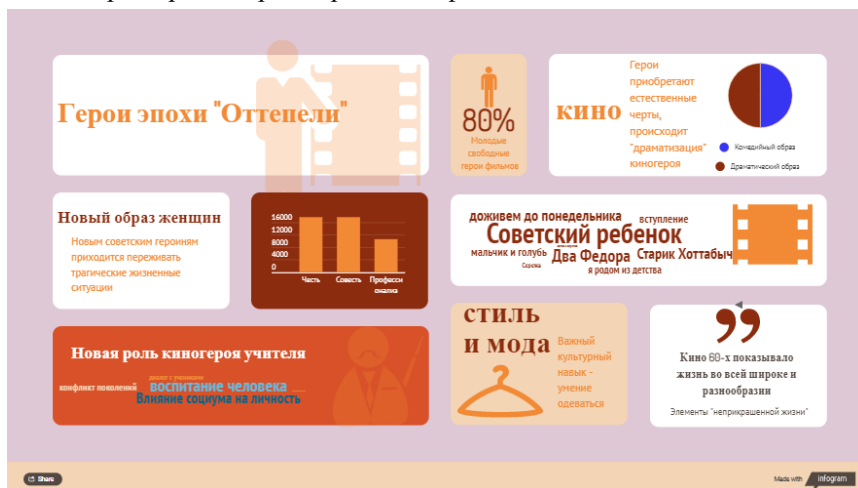 Герои эпохи "Оттепели"
80%
Молодые
свободные
герои фильмов
кино
Герои
приобретают
естественные
черты,
происходит
"драматизация"
киногероя
Комедийный образ
Драматический образ
Новый образ женщин
Новым советским героиням
приходится переживать
трагические жизненные
ситуации
16000
12000
8000
4000
0
Честь
Совесть
Професси
онализ
доживем до понедельника
вступление
Советский ребенок
мальчик и голубь
Два Федора
Старик Хоттабыч
Сережа
я родом из детства
Новая роль киногероя учителя
диалог с учениками
конфликт поколений
воспитание человека
Влияние социума на личность
стиль
и мода
Важный
культурный
навык -
умение
одеваться
Кино 60-х показывало
жизнь во всей широке и
разнообразии
Элементы "неприкрашенной жизни"
Share
Made with
infogram